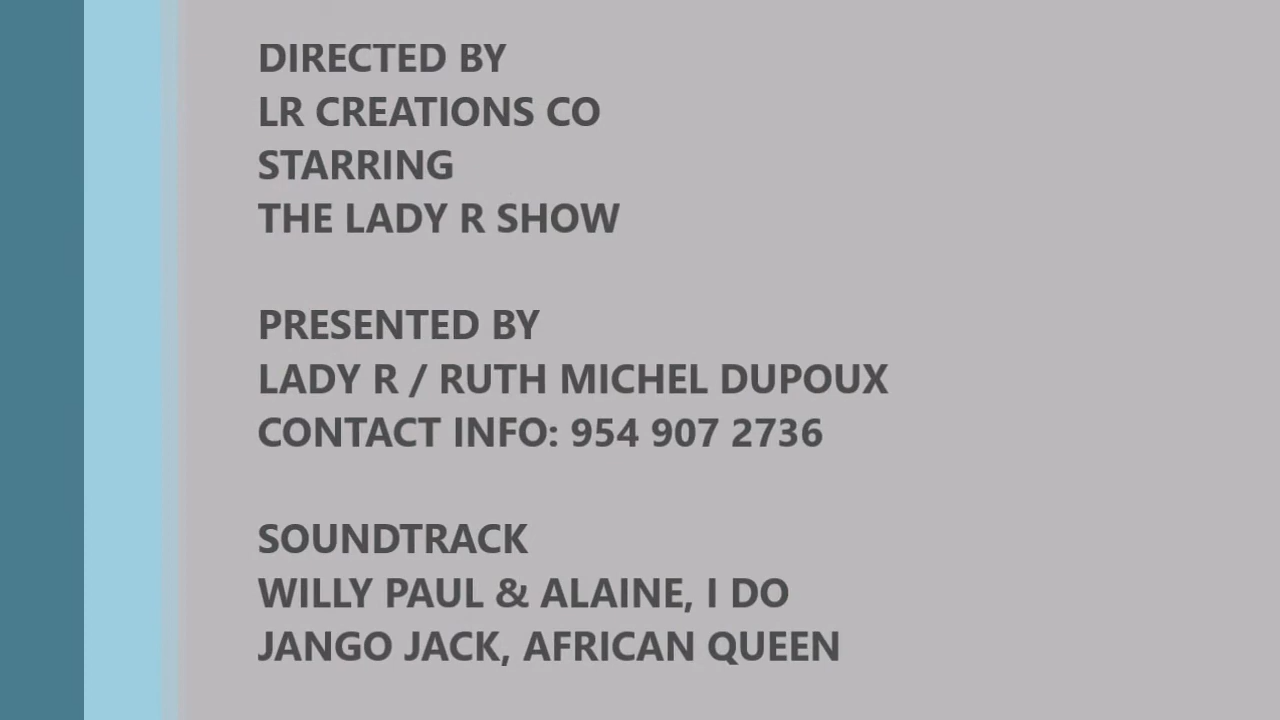 DIRECTED BY
LR CREATIONS CO
STARRING
THE LADY R SHOW
PRESENTED BY
LADY R / RUTH MICHEL DUPOUX
CONTACT INFO: 954 907 2736
SOUNDTRACK
WILLY PAUL & ALAINE, I DO
JANGO JACK, AFRICAN QUEEN